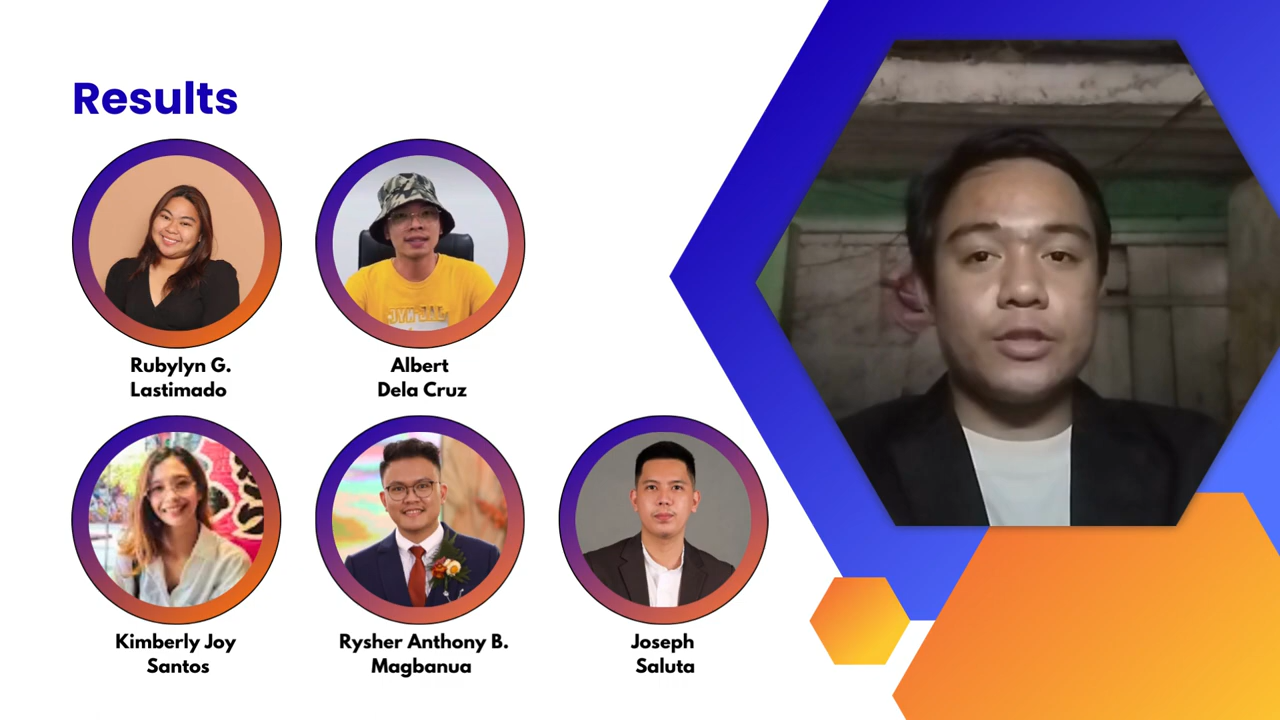 Results
Rubylyn G.
Lastimado
Albert
Dela Cruz
Kimberly Joy
Santos
Rysher Anthony B.
Magbanua
Joseph
Saluta